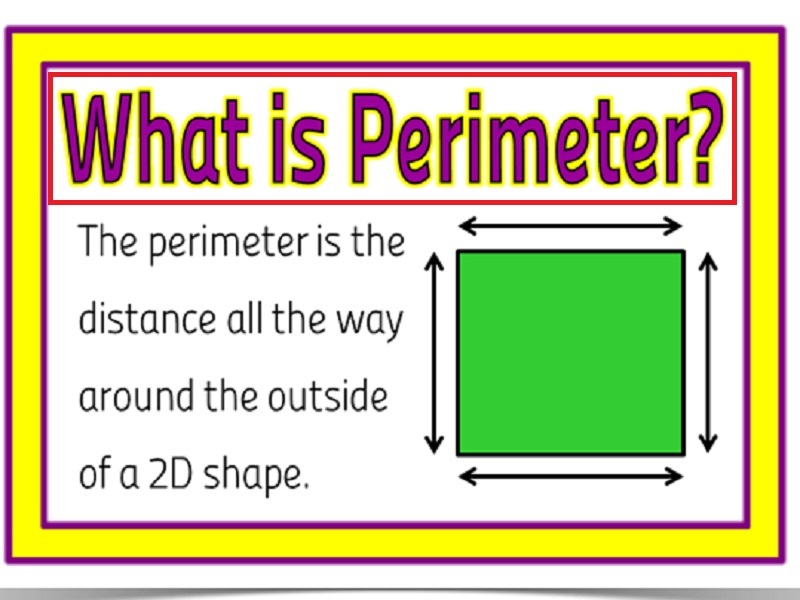 What is Perimeter?
The perimeter is the
distance all the way
around the outside
of a 2D shape.